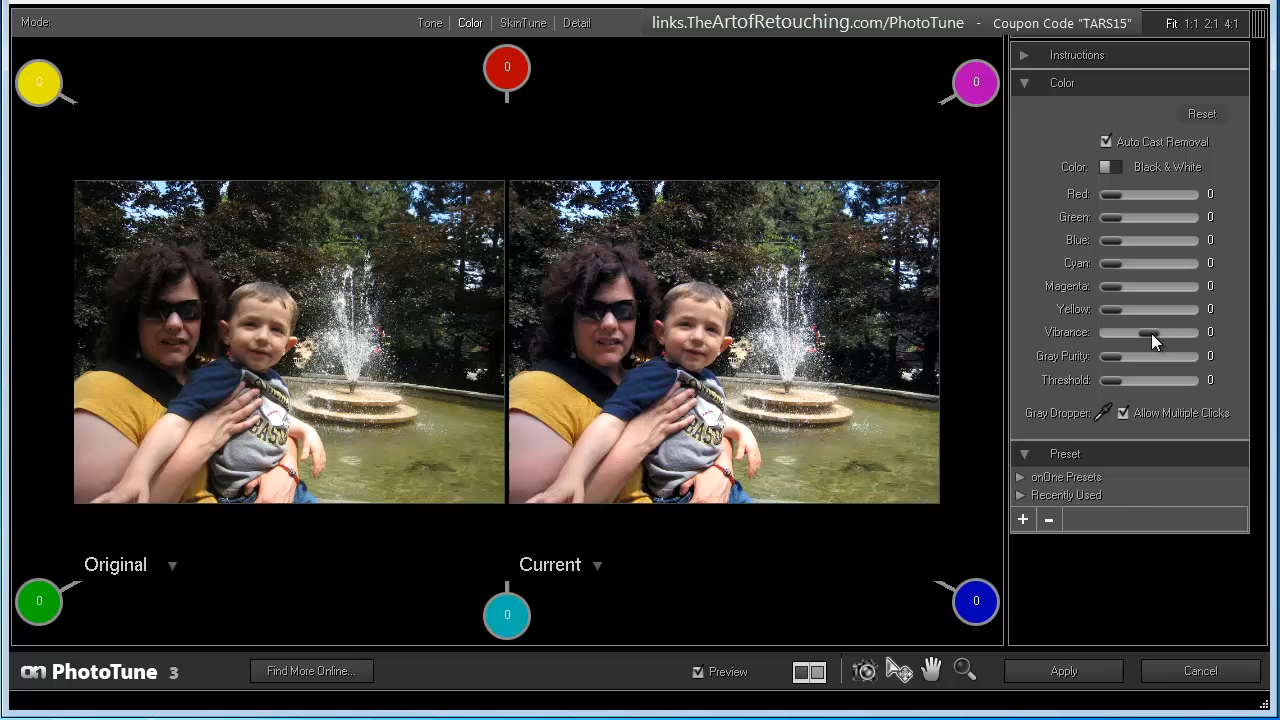 Mode:
Tone Color SkinTune Detail
links.TheArtofRetouching.com/PhotoTune - Coupon Code "TARS15"
Fit 1:1 2:1 4:1
0
0
0
Instructions
Color
Reset
Auto Cast Removal
Color: Black & White
Red: 0
Green: 0
Blue: 0
Cyan: 0
Magenta: 0
Yellow: 0
Vibrance: 0
Gray Purity: 0
Threshold: 0
Gray Dropper: Allow Multiple Clicks
Preset
onOne Presets
Recently Used
+ -
Original
Current
0
0
0
on PhotoTune 3
Find More Online...
Preview
Apply
Cancel